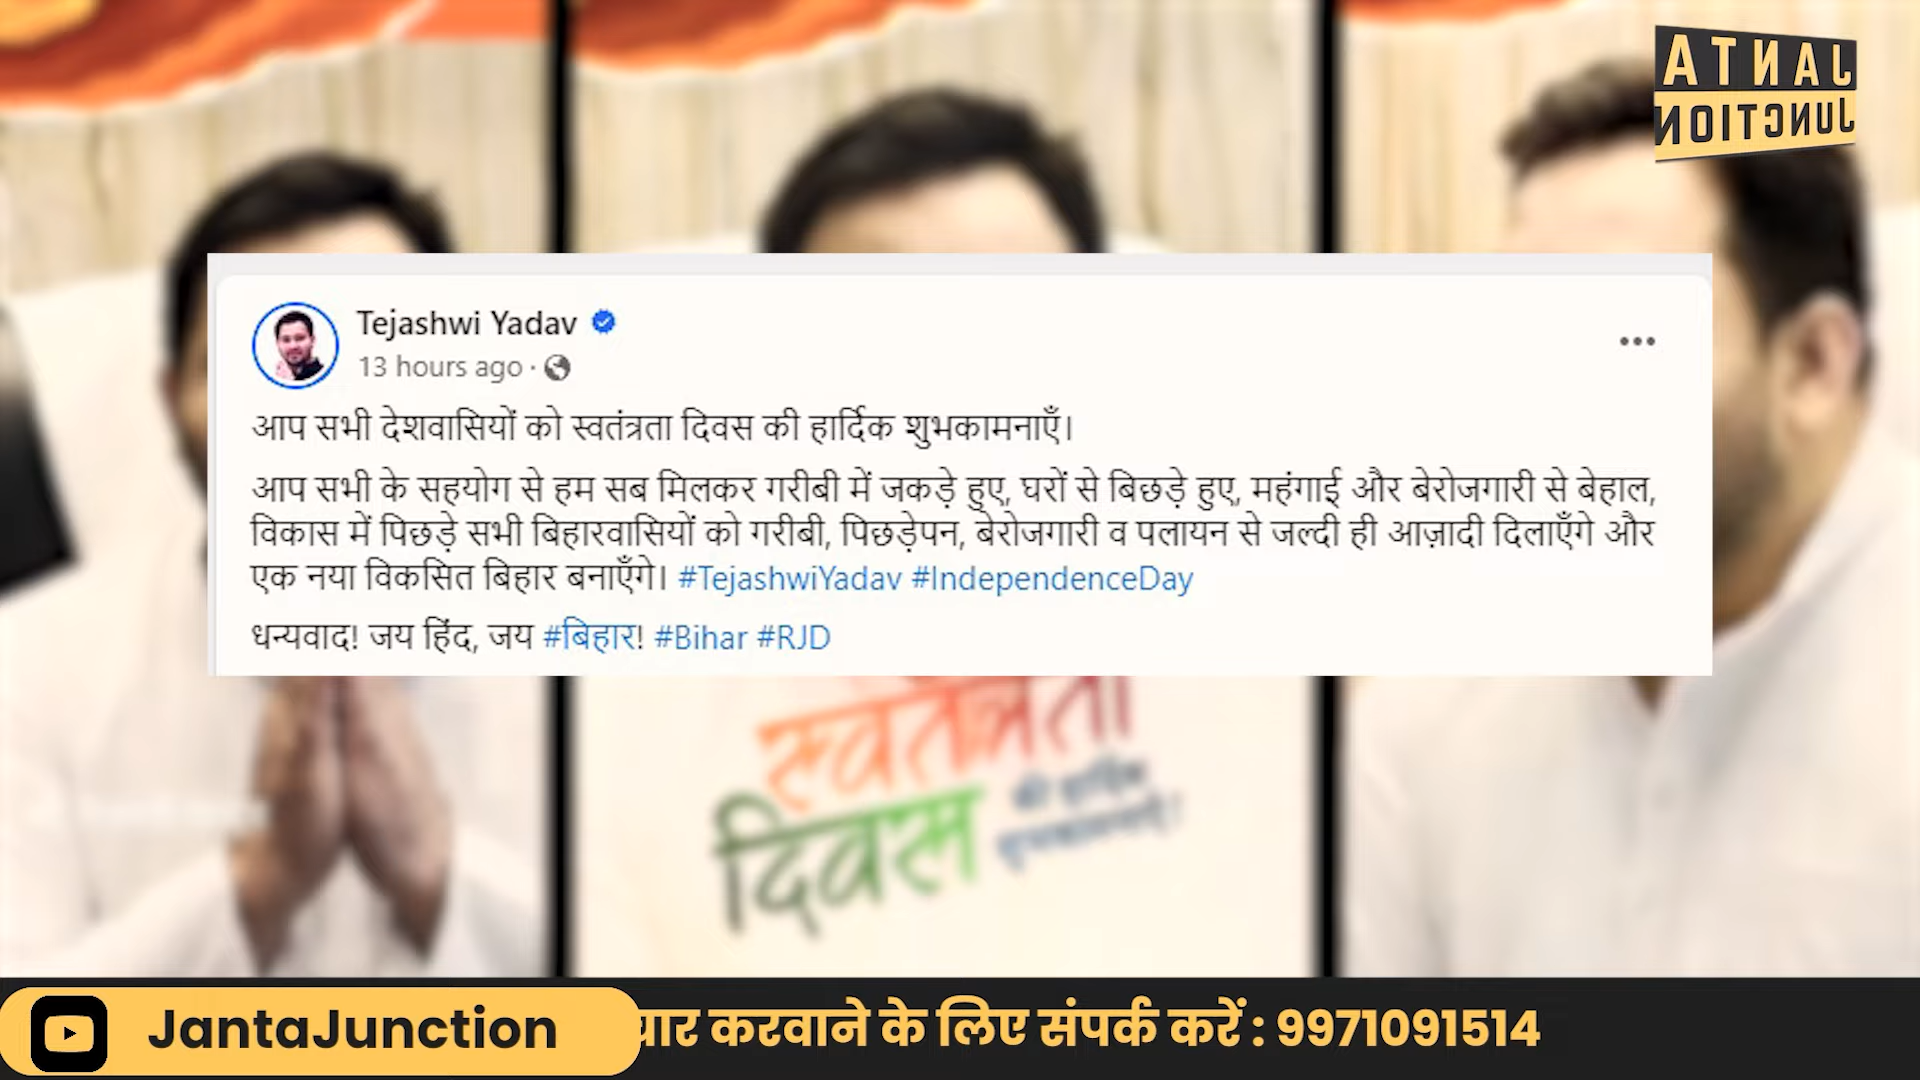 JANTA
JUNCTION
Tejashwi Yadav
13 hours ago ·
आप सभी देशवासियों को स्वतंत्रता दिवस की हार्दिक शुभकामनाएँ।
आप सभी के सहयोग से हम सब मिलकर गरीबी में जकड़े हुए, घरों से बिछड़े हुए, महंगाई और बेरोजगारी से बेहाल,
विकास में पिछड़े सभी बिहारवासियों को गरीबी, पिछड़ेपन, बेरोजगारी व पलायन से जल्दी ही आज़ादी दिलाएँगे और
एक नया विकसित बिहार बनाएँगे। #TejashwiYadav #IndependenceDay
धन्यवाद! जय हिंद, जय #बिहार! #Bihar #RJD
स्वतंत्रता
दिवस की हार्दिक
शुभकामनाएँ!
JantaJunction
यार करवाने के लिए संपर्क करें : 9971091514